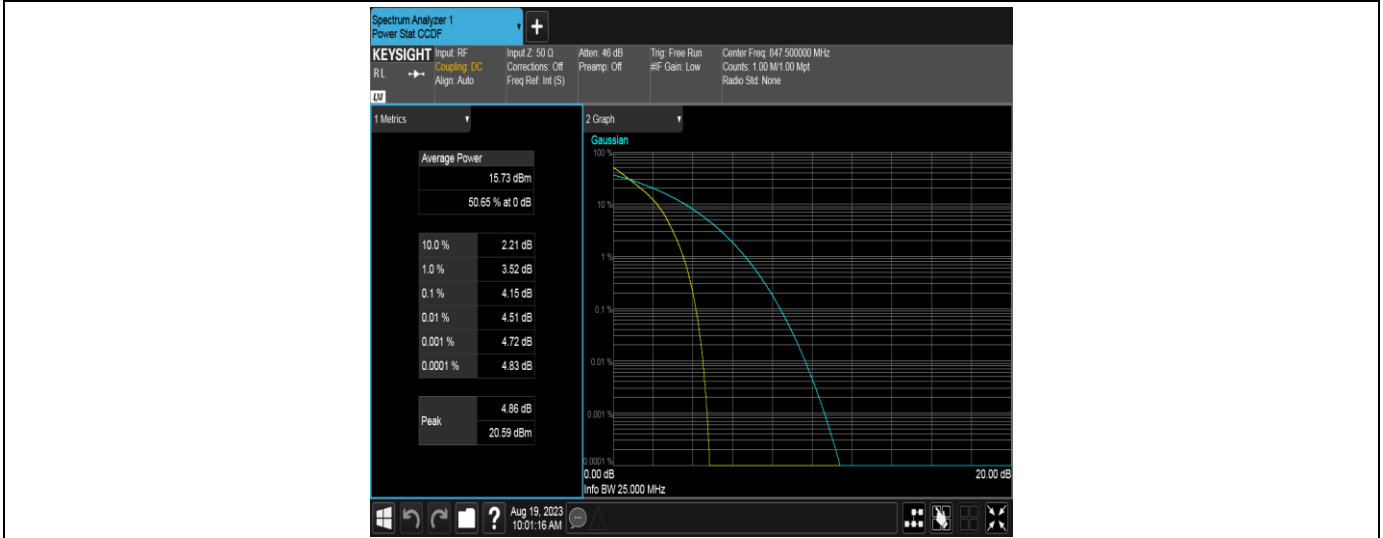 Spectrum Analyzer 1
Power Stat CCDF
+
KEYSIGHT
RL
LXI
Input: RF
Coupling: DC
Align: Auto
Input Z: 50 Ω
Corrections: Off
Freq Ref: Int (S)
Atten: 46 dB
Preamp: Off
Trig: Free Run
#IF Gain: Low
Center Freq: 847.500000 MHz
Counts: 1.00 M/1.00 Mpt
Radio Std: None
1 Metrics
Average Power
15.73 dBm
50.65 % at 0 dB
10.0 % 2.21 dB
1.0 % 3.52 dB
0.1 % 4.15 dB
0.01 % 4.51 dB
0.001 % 4.72 dB
0.0001 % 4.83 dB
Peak
4.86 dB
20.59 dBm
2 Graph
Gaussian
100 %
10 %
1 %
0.1 %
0.01 %
0.001 %
0.0001 %
0.00 dB 20.00 dB
Info BW 25.000 MHz
?
Aug 19, 2023
10:01:16 AM